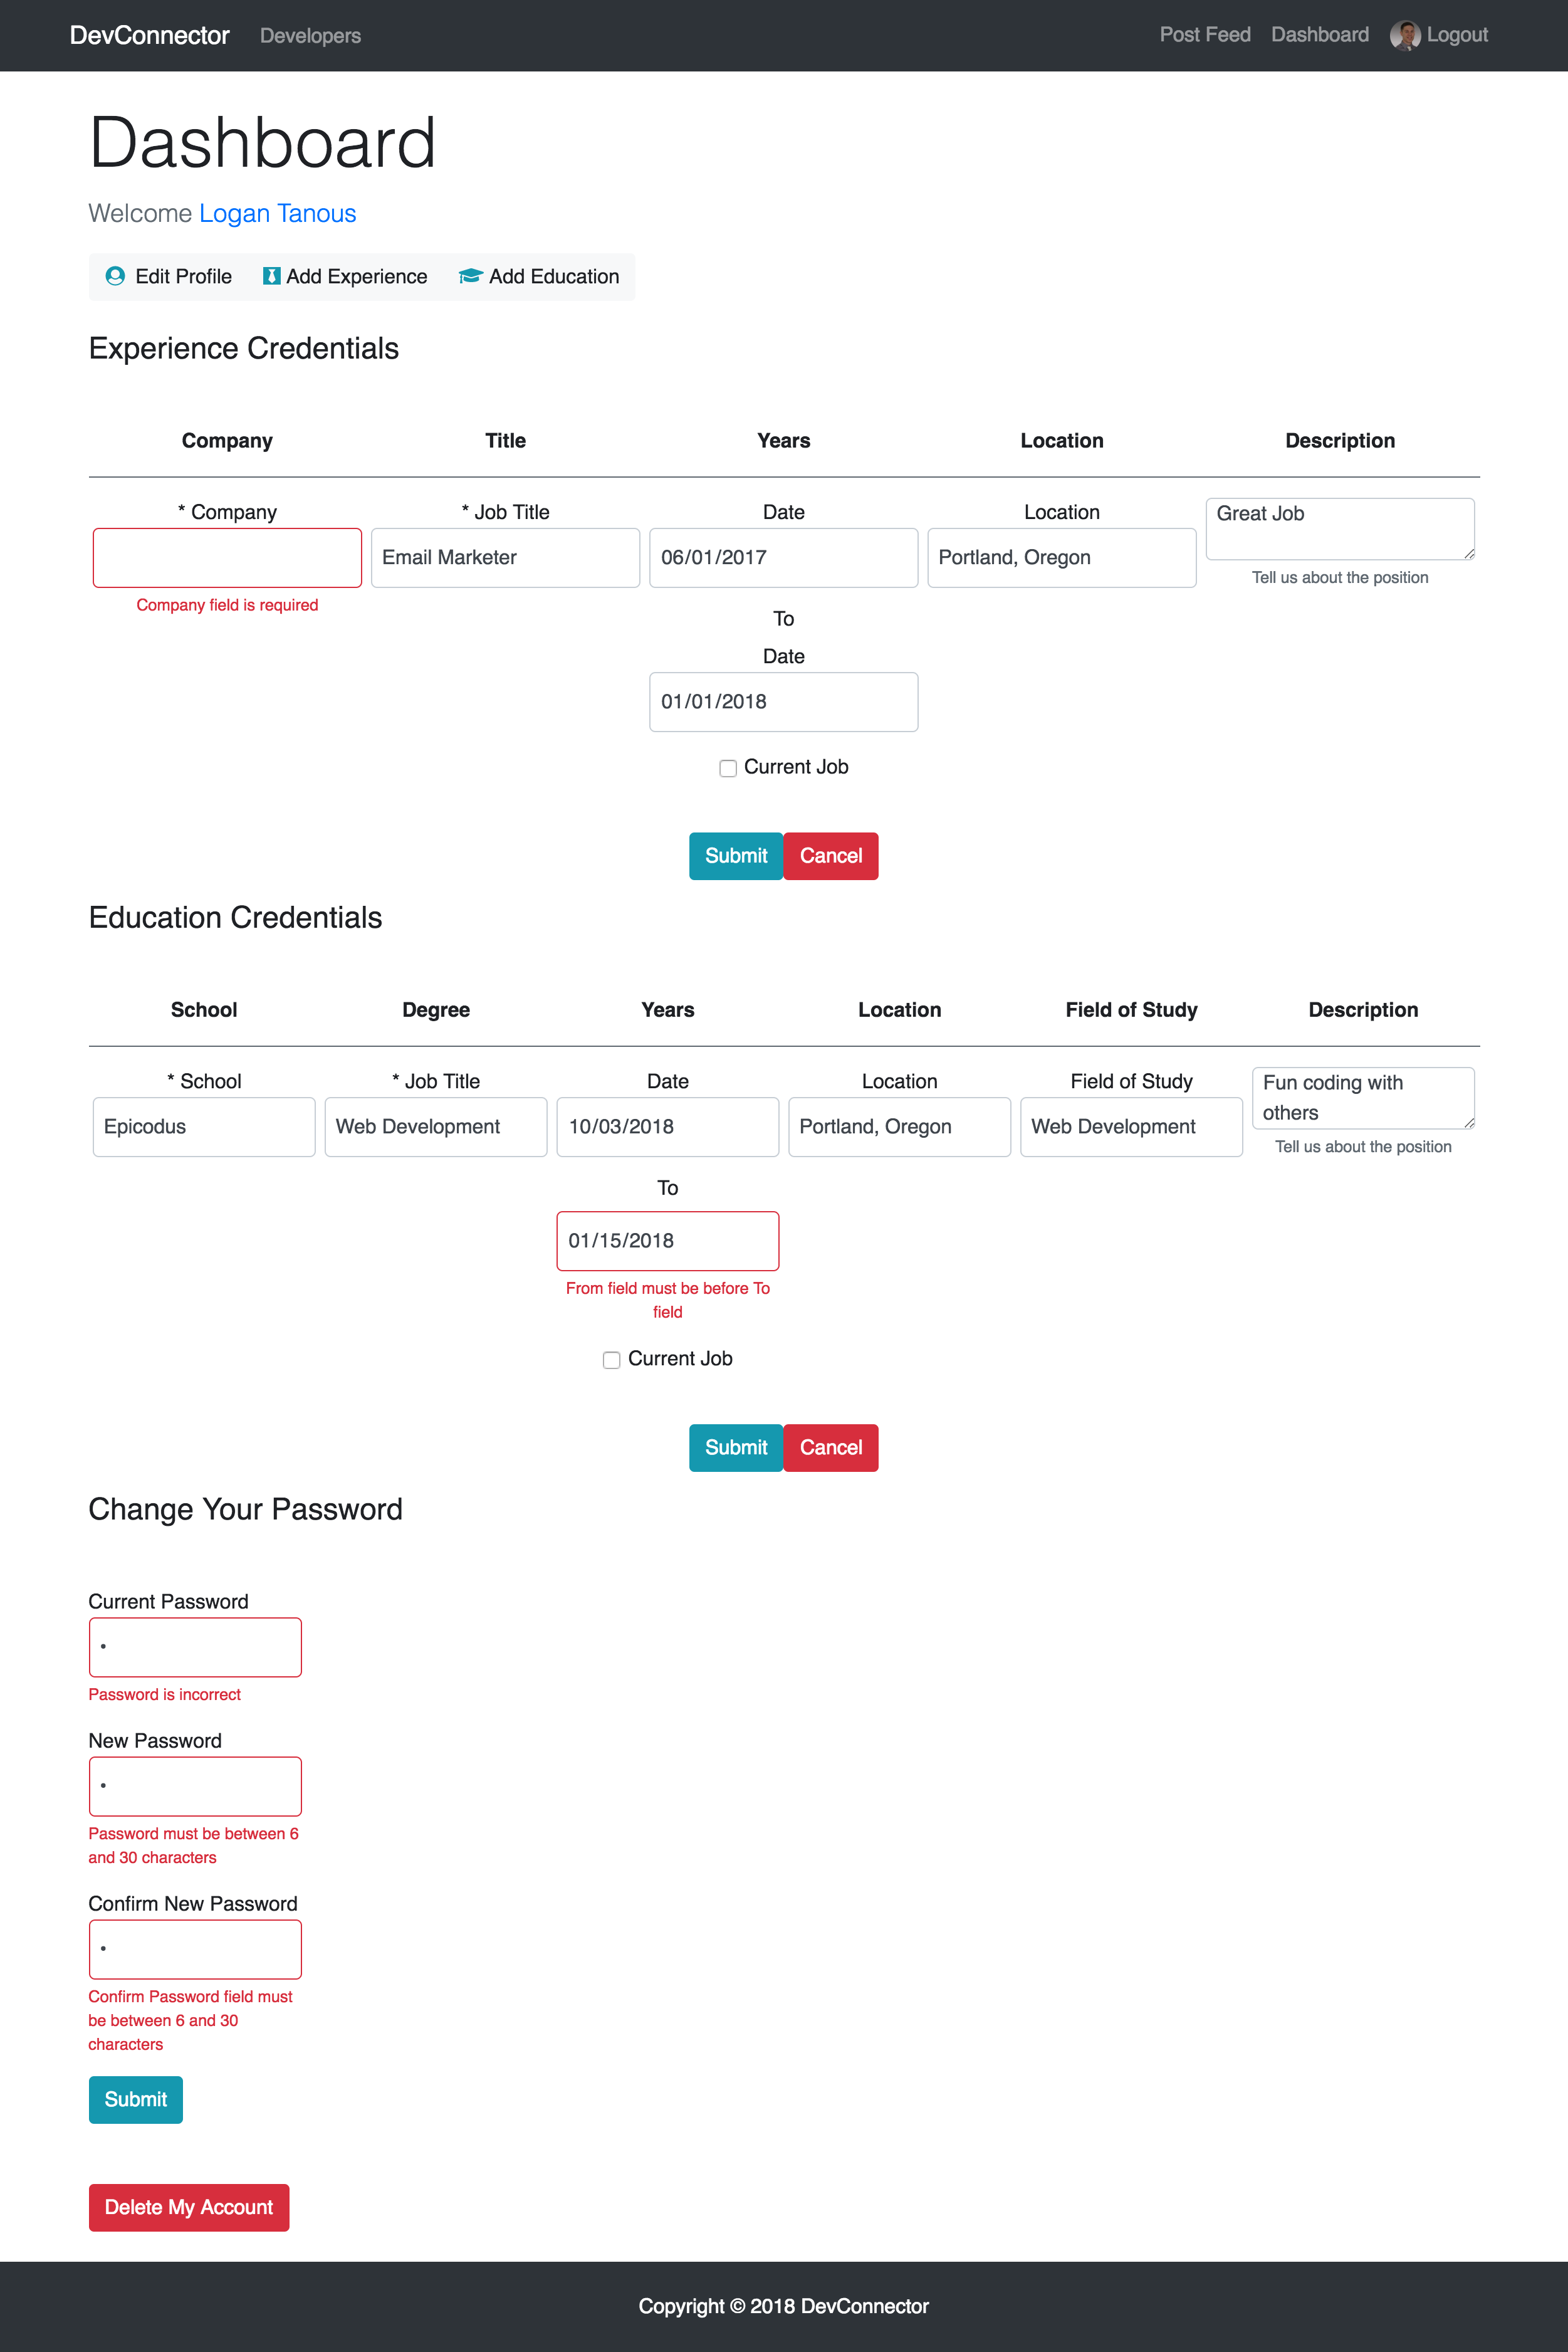 DevConnector Developers Post Feed Dashboard Logout
Dashboard
Welcome Logan Tanous
Edit Profile Add Experience Add Education
Experience Credentials
Company Title Years Location Description
* Company * Job Title Date Location
Email Marketer 06/01/2017 Portland, Oregon Great Job
Company field is required Tell us about the position
To
Date
01/01/2018
Current Job
Submit Cancel
Education Credentials
School Degree Years Location Field of Study Description
* School * Job Title Date Location Field of Study
Epicodus Web Development 10/03/2018 Portland, Oregon Web Development Fun coding with
others
Tell us about the position
To
01/15/2018
From field must be before To
field
Current Job
Submit Cancel
Change Your Password
Current Password
•
Password is incorrect
New Password
•
Password must be between 6
and 30 characters
Confirm New Password
•
Confirm Password field must
be between 6 and 30
characters
Submit
Delete My Account
Copyright © 2018 DevConnector